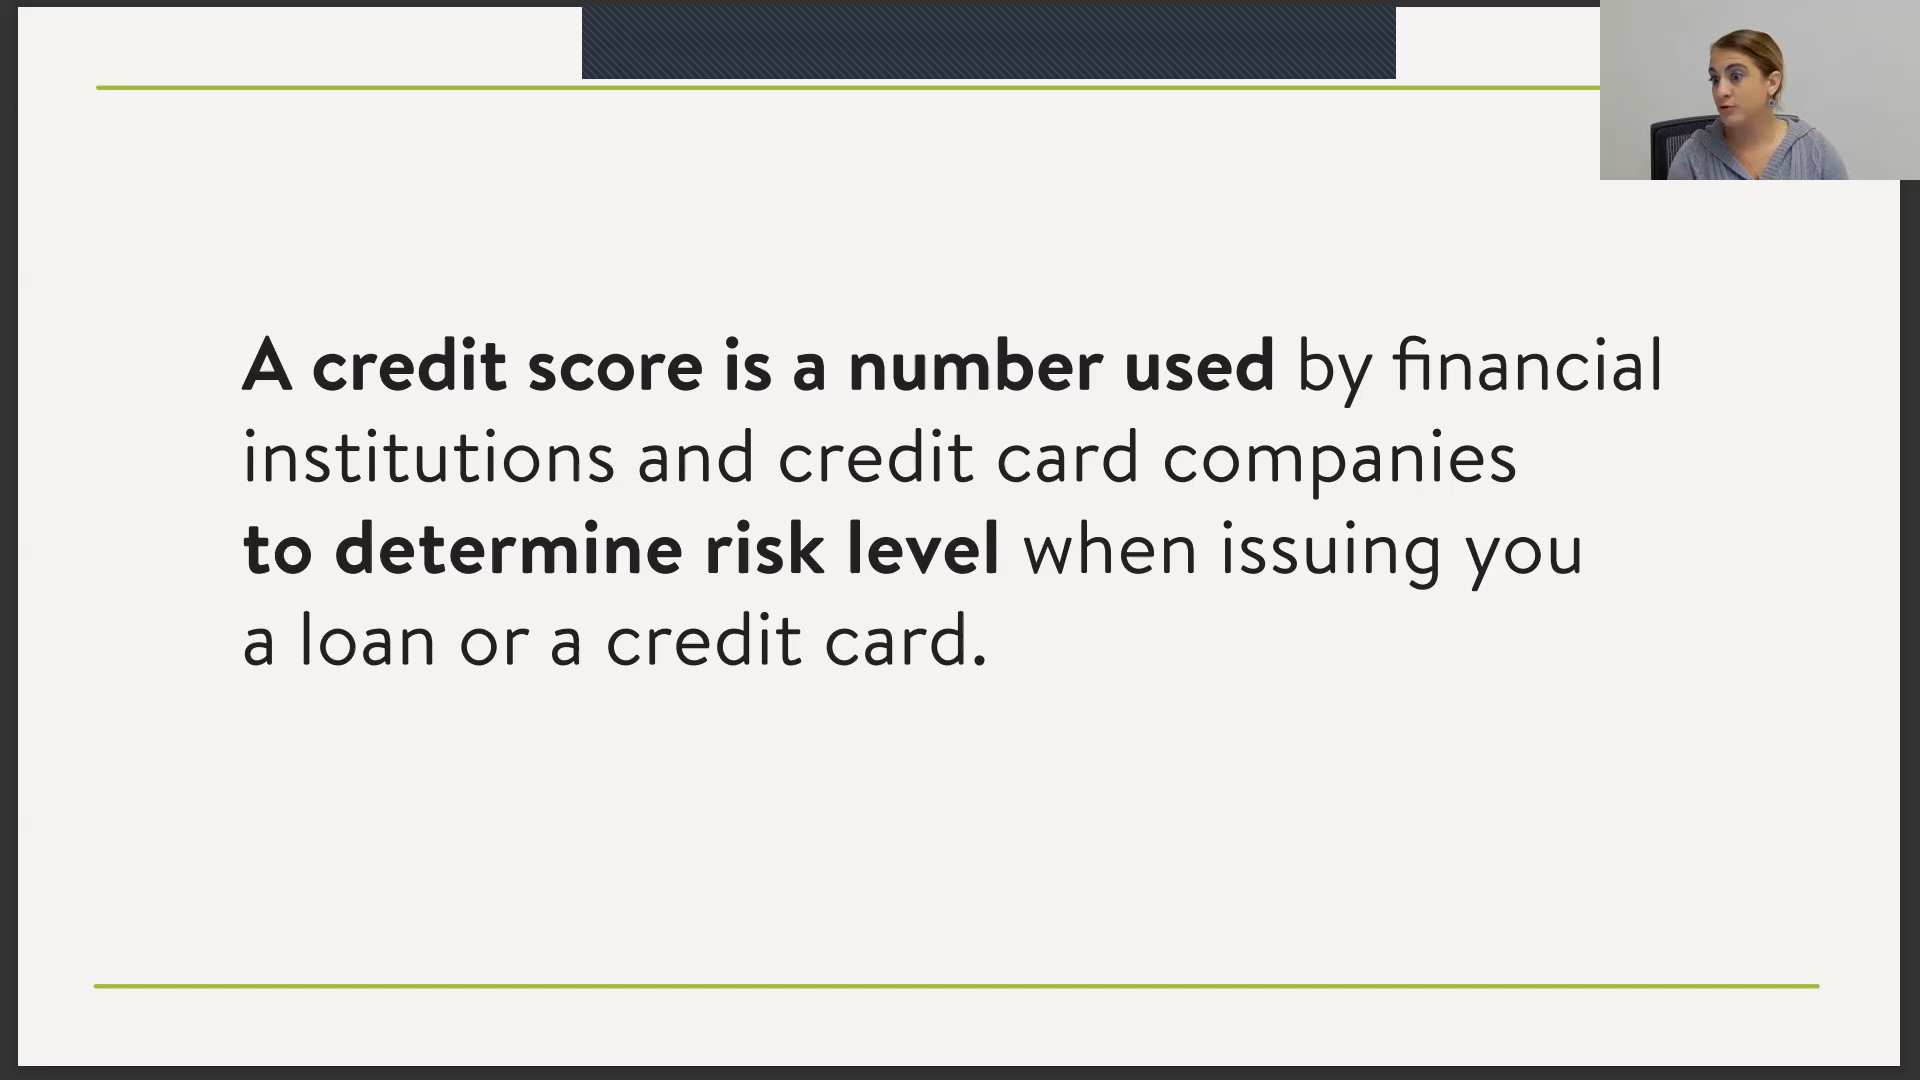 A credit score is a number used by financial
institutions and credit card companies
to determine risk level when issuing you
a loan or a credit card.